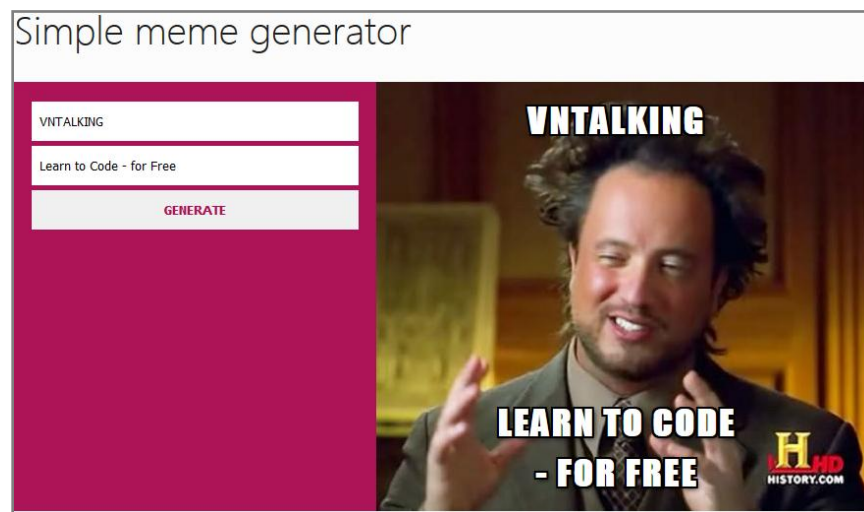 Simple meme generator
VNTALKING
Learn to Code - for Free
GENERATE
VNTALKING
LEARN TO CODE
- FOR FREE
H HD
HISTORY.COM